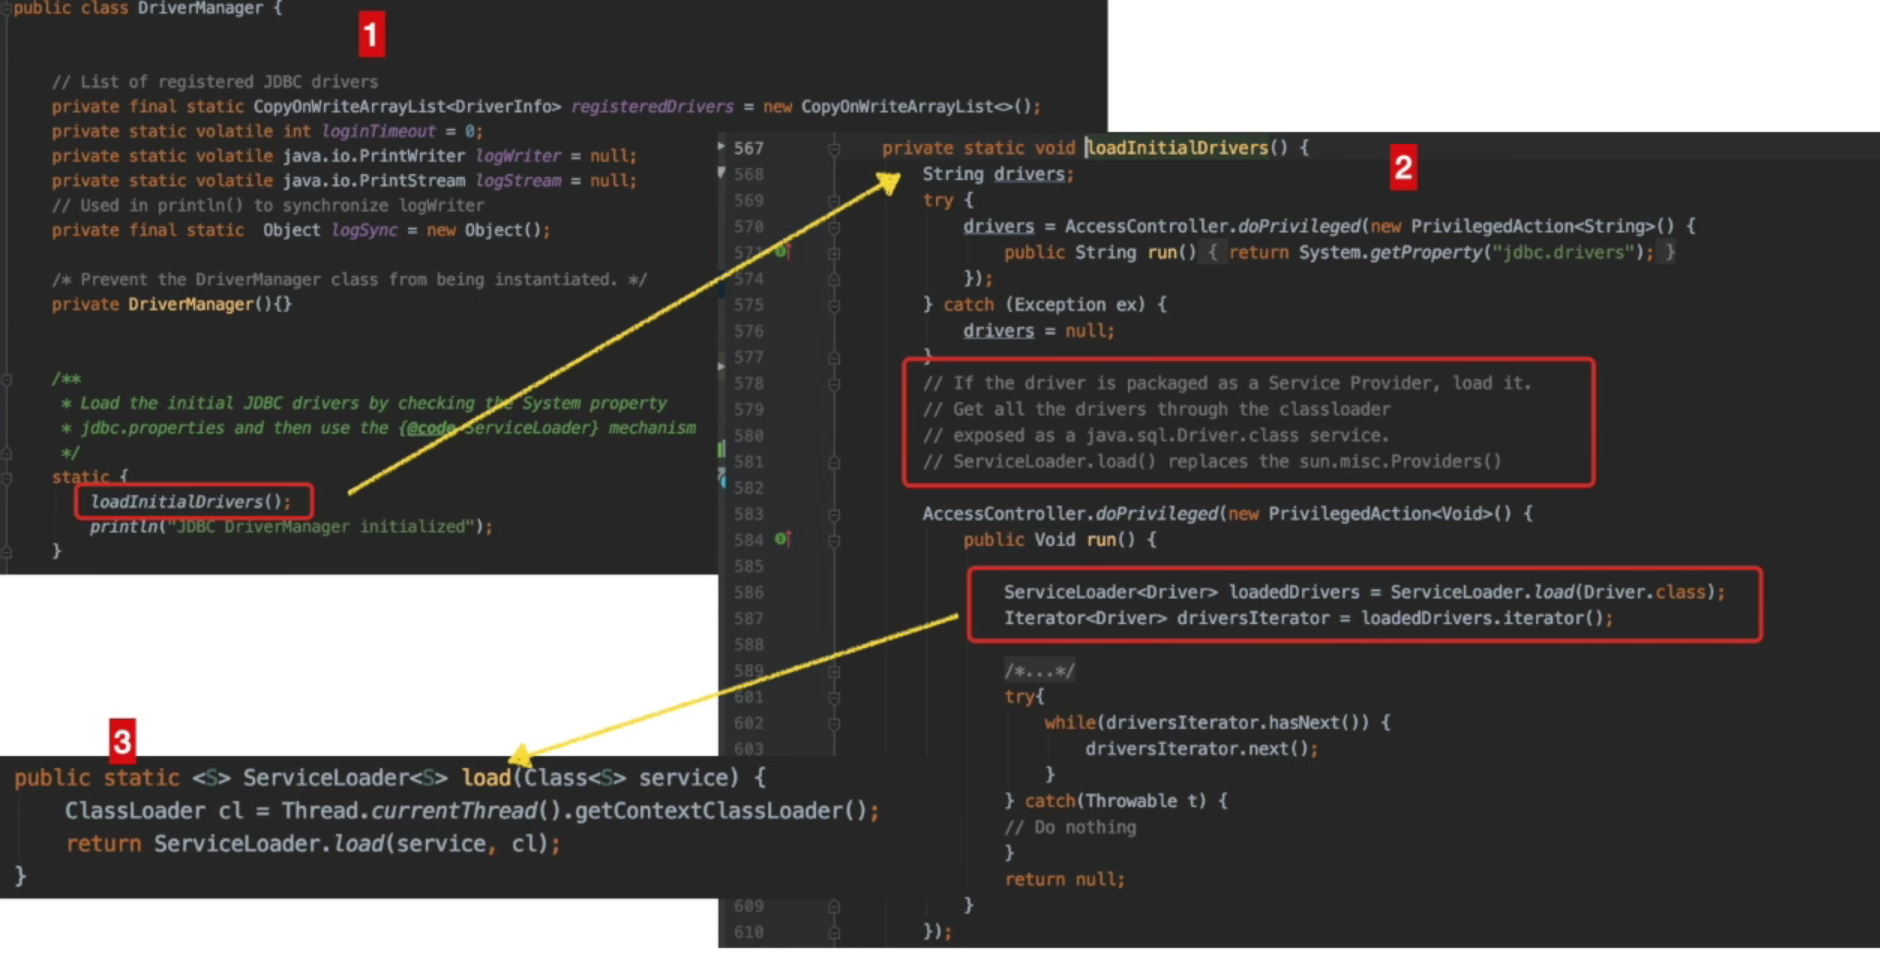 public class DriverManager {
1
// List of registered JDBC drivers
private final static CopyOnWriteArrayList<DriverInfo> registeredDrivers = new CopyOnWriteArrayList<>();
private static volatile int loginTimeout = 0;
private static volatile java.io.PrintWriter logWriter = null;
private static volatile java.io.PrintStream logStream = null;
// Used in println() to synchronize logWriter
private final static  Object logSync = new Object();
/* Prevent the DriverManager class from being instantiated. */
private DriverManager(){}
/**
* Load the initial JDBC drivers by checking the System property
* jdbc.properties and then use the {@code ServiceLoader} mechanism
*/
static {
loadInitialDrivers();
println("JDBC DriverManager initialized");
}
2
567 private static void loadInitialDrivers() {
568 String drivers;
569 try {
570 drivers = AccessController.doPrivileged(new PrivilegedAction<String>() {
571 public String run() { return System.getProperty("jdbc.drivers"); }
574 });
575 } catch (Exception ex) {
576 drivers = null;
577 }
578 // If the driver is packaged as a Service Provider, load it.
579 // Get all the drivers through the classloader
580 // exposed as a java.sql.Driver.class service.
581 // ServiceLoader.load() replaces the sun.misc.Providers()
582
583 AccessController.doPrivileged(new PrivilegedAction<Void>() {
584 public Void run() {
585
586 ServiceLoader<Driver> loadedDrivers = ServiceLoader.load(Driver.class);
587 Iterator<Driver> driversIterator = loadedDrivers.iterator();
588
589 /*...*/
601 try{
602 while(driversIterator.hasNext()) {
603 driversIterator.next();
}
} catch(Throwable t) {
// Do nothing
}
return null;
609 }
610 });
3
public static <S> ServiceLoader<S> load(Class<S> service) {
ClassLoader cl = Thread.currentThread().getContextClassLoader();
return ServiceLoader.load(service, cl);
}